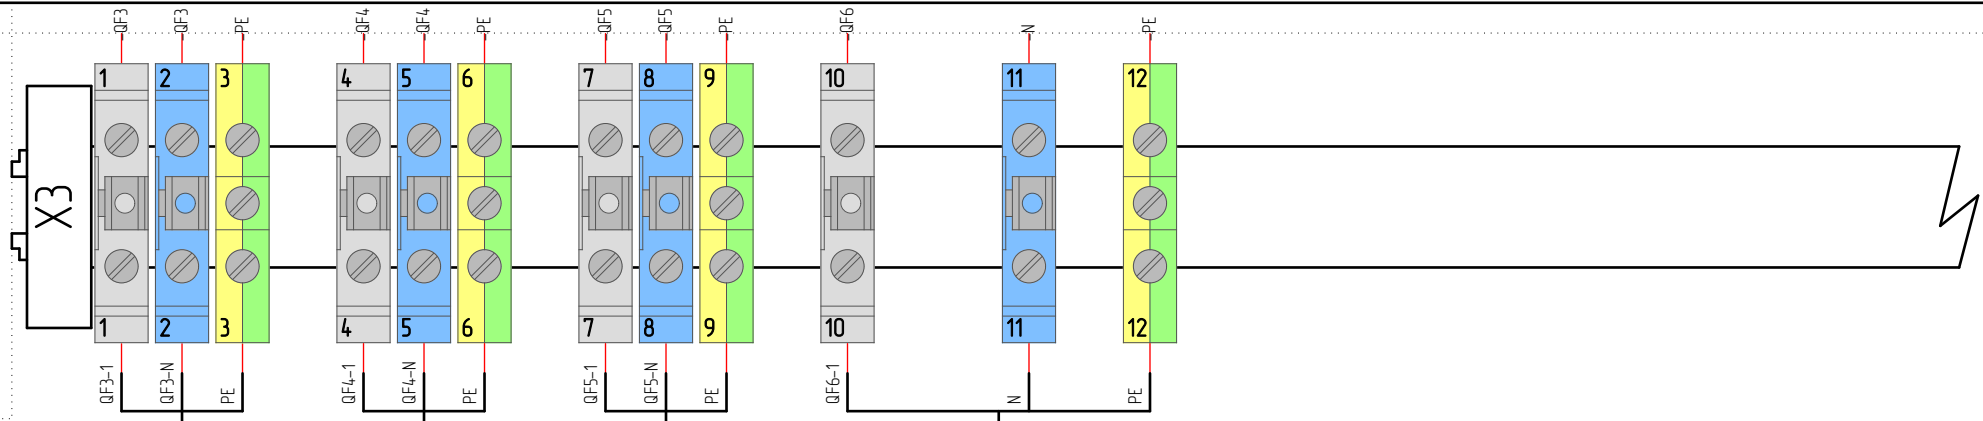 QF3 QF3 PE QF4 QF4 PE QF5 QF5 PE QF6 N PE
1 2 3 4 5 6 7 8 9 10 11 12
X3
1 2 3 4 5 6 7 8 9 10 11 12
QF3-1 QF3-N PE QF4-1 QF4-N PE QF5-1 QF5-N PE QF6-1 N PE